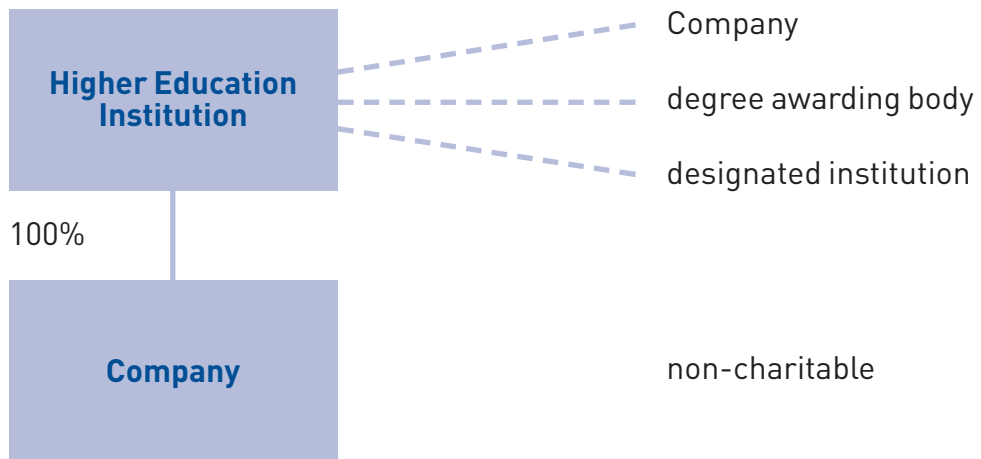 Higher Education
Institution
Company
degree awarding body
designated institution
100%
Company
non-charitable